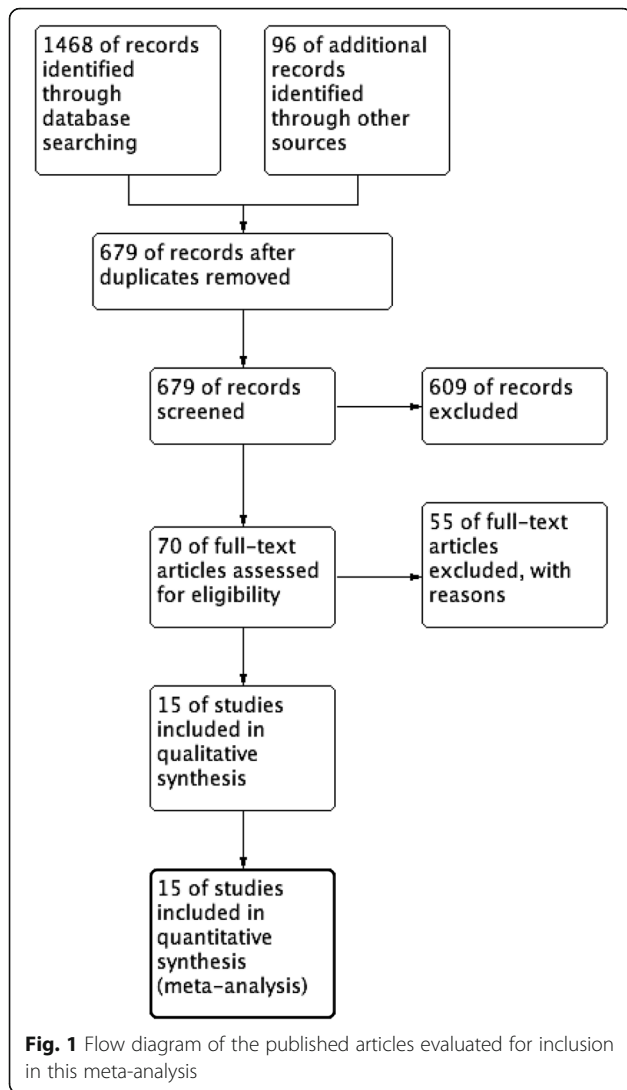 1468 of records
identified
through
database
searching
96 of additional
records
identified
through other
sources
679 of records after
duplicates removed
679 of records
screened
609 of records
excluded
70 of full-text
articles assessed
for eligibility
55 of full-text
articles
excluded, with
reasons
15 of studies
included in
qualitative
synthesis
15 of studies
included in
quantitative
synthesis
(meta-analysis)
Fig. 1 Flow diagram of the published articles evaluated for inclusion
in this meta-analysis